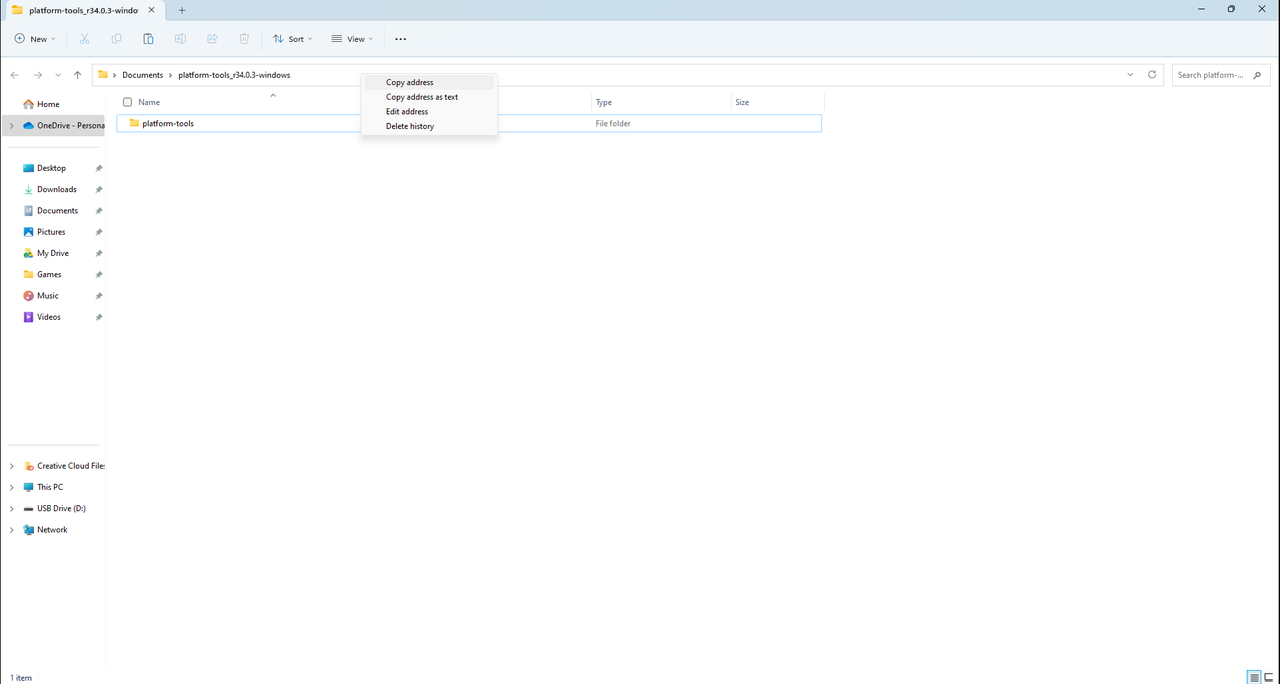 platform-tools_r34.0.3-windo
New
Sort
View
Documents
platform-tools_r34.0.3-windows
Search platform-...
Copy address
Copy address as text
Edit address
Delete history
Name
Type
Size
platform-tools
File folder
Home
OneDrive - Persona
Desktop
Downloads
Documents
Pictures
My Drive
Games
Music
Videos
Creative Cloud Files
This PC
USB Drive (D:)
Network
1 item